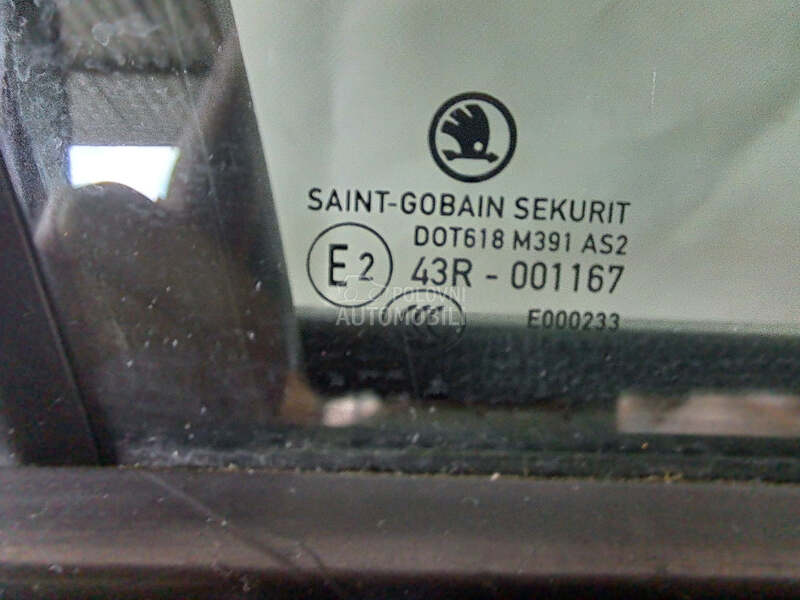 SAINT-GOBAIN SEKURIT
DOT618 M391 AS2
E2 43R - 001167
POLOVNI
AUTOMOBILI
E000233